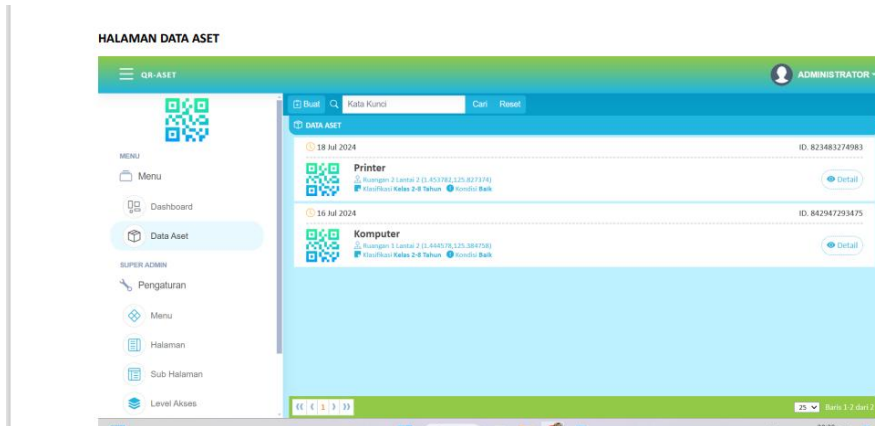 HALAMAN DATA ASET
QR-ASET
ADMINISTRATOR
Buat Kata Kunci Cari Reset
DATA ASET
MENU
Menu
Dashboard
Data Aset
SUPER ADMIN
Pengaturan
Menu
Halaman
Sub Halaman
Level Akses
18 Jul 2024 ID. 823483274983
Printer
Ruangan 2 Lantai 2 (1.453782,125.827374)
Klasifikasi Kelas 2-8 Tahun Kondisi Baik
Detail
16 Jul 2024 ID. 842947293475
Komputer
Ruangan 1 Lantai 2 (1.444578,125.384758)
Klasifikasi Kelas 2-8 Tahun Kondisi Baik
Detail
1
25 Baris 1-2 dari 2